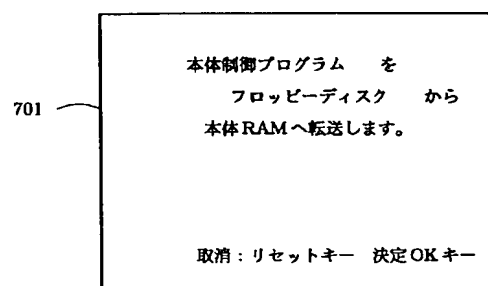 本体制御プログラム　を
フロッピーディスク　から
701
本体RAMへ転送します。
取消：リセットキー　決定OKキー